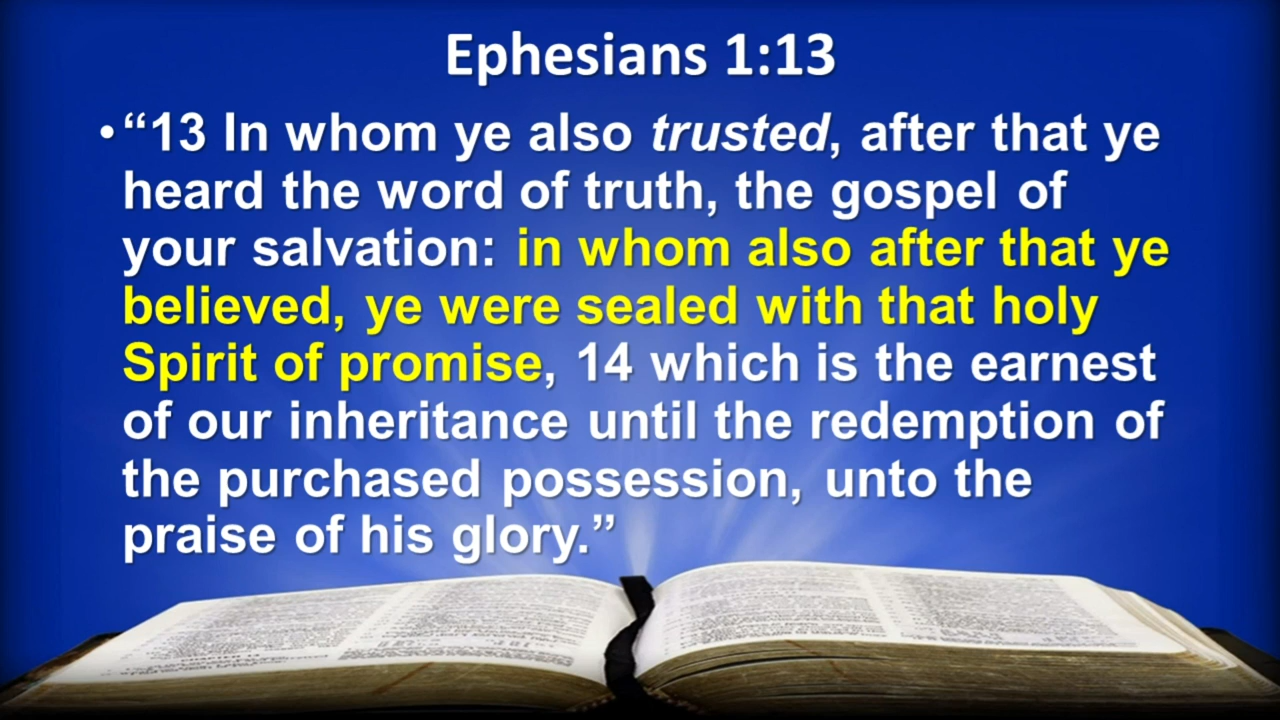 Ephesians 1:13
•“13 In whom ye also trusted, after that ye
heard the word of truth, the gospel of
your salvation: in whom also after that ye
believed, ye were sealed with that holy
Spirit of promise, 14 which is the earnest
of our inheritance until the redemption of
the purchased possession, unto the
praise of his glory.”